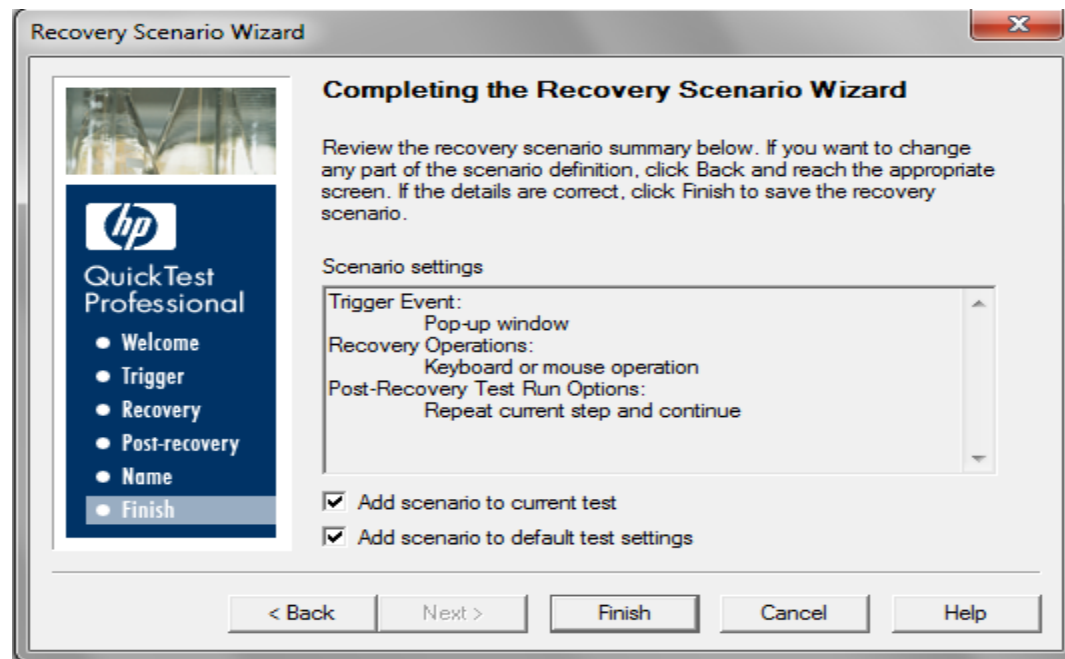 Recovery Scenario Wizard
x
Completing the Recovery Scenario Wizard
Review the recovery scenario summary below. If you want to change
any part of the scenario definition, click Back and reach the appropriate
screen. If the details are correct, click Finish to save the recovery
scenario.
hp
QuickTest
Professional
Welcome
Trigger
Recovery
Post-recovery
Name
Finish
Scenario settings
Trigger Event:
Pop-up window
Recovery Operations:
Keyboard or mouse operation
Post-Recovery Test Run Options:
Repeat current step and continue
Add scenario to current test
Add scenario to default test settings
< Back
Next >
Finish
Cancel
Help